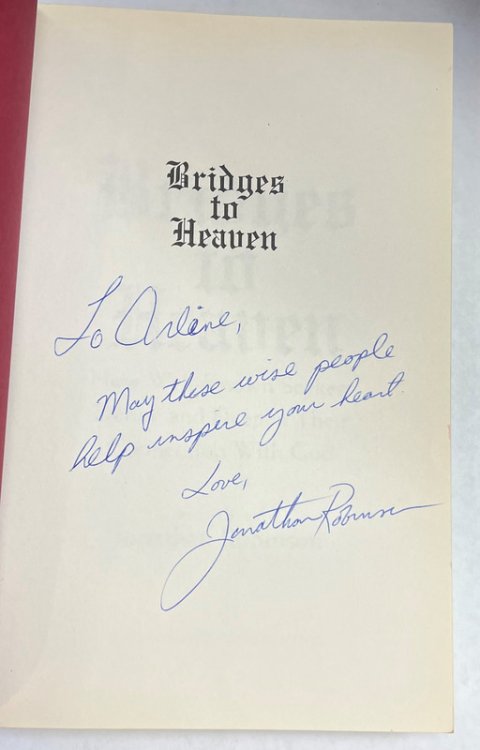 Bridges
to
Heaven
To Arlene,
May these wise people
help inspire your heart.
Love,
Jonathan Robinson